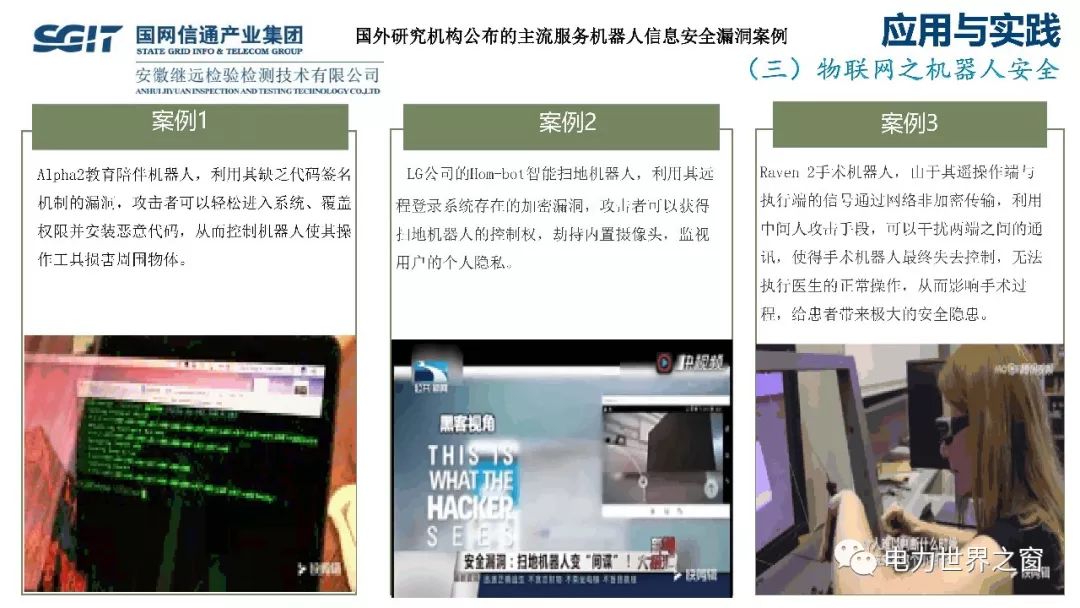 SGIT 国网信通产业集团
STATE GRID INFO & TELECOM GROUP
安徽继远检验检测技术有限公司
ANHUI JIYUAN INSPECTION AND TESTING TECHNOLOGY CO.,LTD
国外研究机构公布的主流服务机器人信息安全漏洞案例
应用与实践
（三）物联网之机器人安全
案例1
Alpha2教育陪伴机器人，利用其缺乏代码签名
机制的漏洞，攻击者可以轻松进入系统、覆盖
权限并安装恶意代码，从而控制机器人使其操
作工具损害周围物体。
快剪辑
案例2
LG公司的Hom-bot智能扫地机器人，利用其远
程登录系统存在的加密漏洞，攻击者可以获得
扫地机器人的控制权，劫持内置摄像头，监视
用户的个人隐私。
快视频
黑客视角
THIS IS
WHAT THE
HACKER
SEES
安全漏洞：扫地机器人变“间谍”！
快剪辑
案例3
Raven 2手术机器人，由于其遥操作端与
执行端的信号通过网络非加密传输，利用
中间人攻击手段，可以干扰两端之间的通
讯，使得手术机器人最终失去控制，无法
执行医生的正常操作，从而影响手术过
程，给患者带来极大的安全隐患。
电力世界之窗